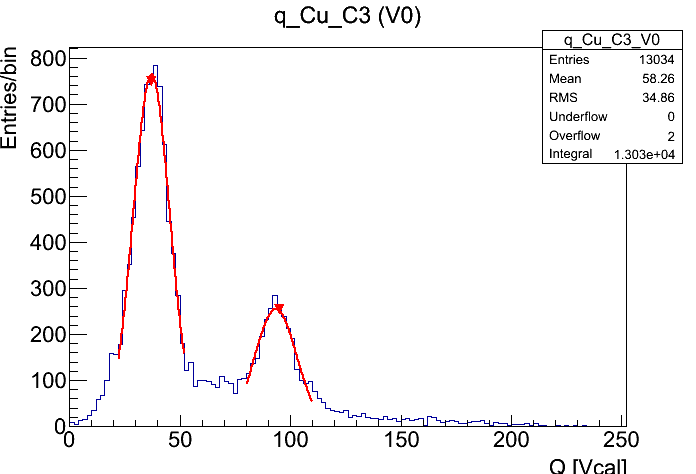 q_Cu_C3 (V0)
q_Cu_C3_V0
Entries 13034
Mean 58.26
RMS 34.86
Underflow 0
Overflow 2
Integral 1.303e+04
Entries/bin
800
700
600
500
400
300
200
100
0
0 50 100 150 200 250
Q [Vcal]